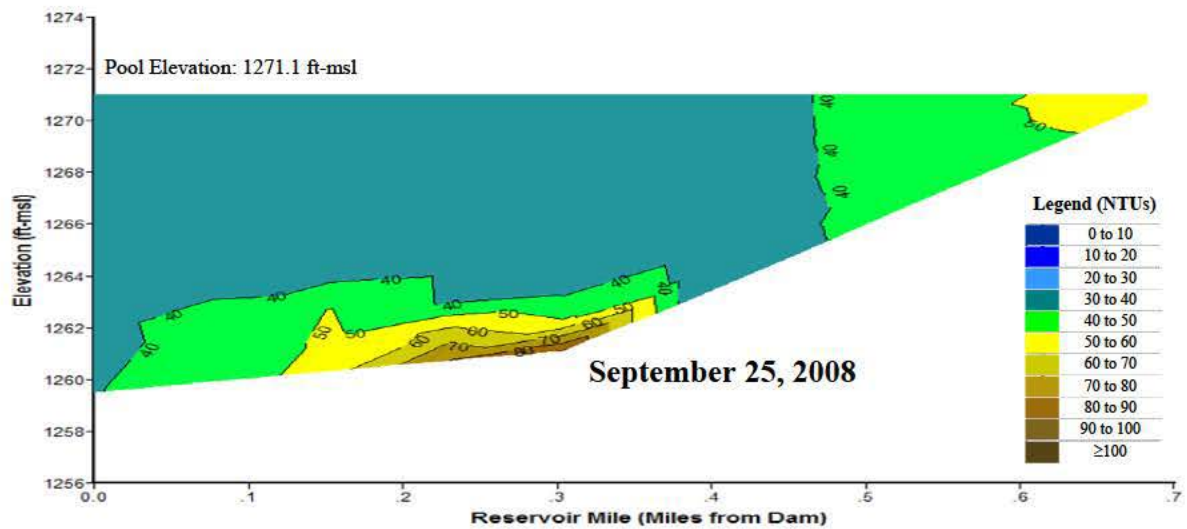 1274
1272
Pool Elevation: 1271.1 ft-msl
1270
1268
1266
1264
1262
1260
1258
1256
Elevation (ft-msl)
40
40
40
50
40
40
40
40
40
40
40
40
50
50
50
50
60
60
60
70
70
80
September 25, 2008
Legend (NTUs)
0 to 10
10 to 20
20 to 30
30 to 40
40 to 50
50 to 60
60 to 70
70 to 80
80 to 90
90 to 100
≥100
0.0 .1 .2 .3 .4 .5 .6 .7
Reservoir Mile (Miles from Dam)